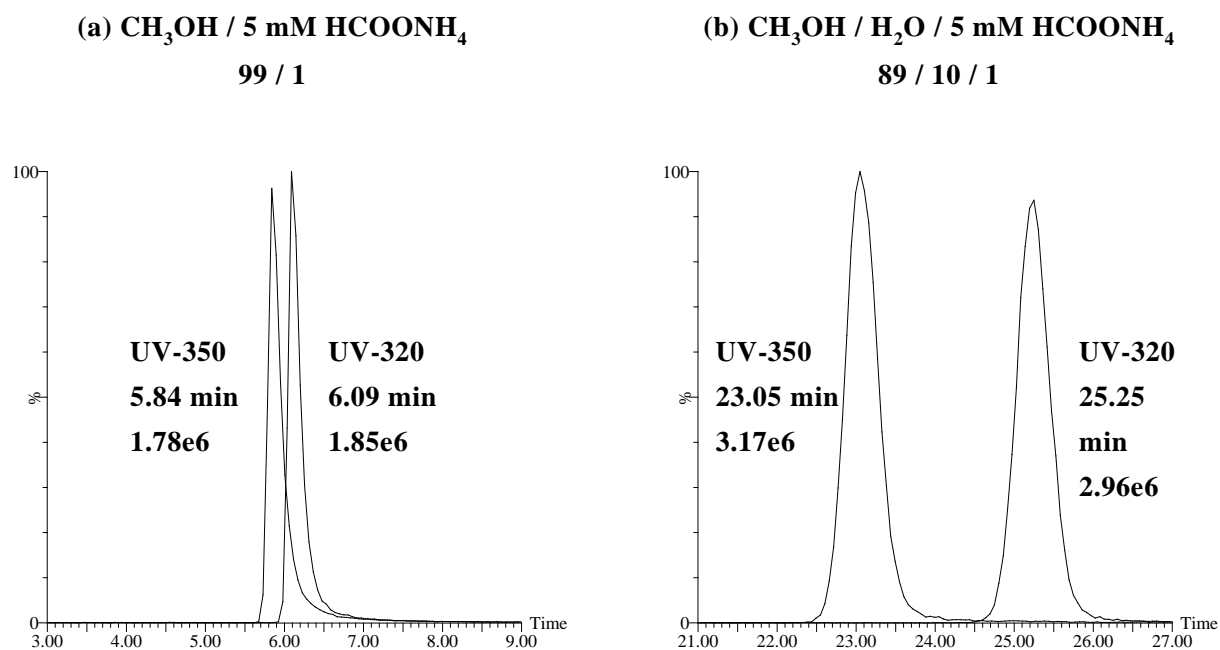 (a) CH₃OH / 5 mM HCOONH₄
99 / 1
100
%
0
UV-350
5.84 min
1.78e6
UV-320
6.09 min
1.85e6
3.00 4.00 5.00 6.00 7.00 8.00 9.00
Time
(b) CH₃OH / H₂O / 5 mM HCOONH₄
89 / 10 / 1
100
%
0
UV-350
23.05 min
3.17e6
UV-320
25.25
min
2.96e6
21.00 22.00 23.00 24.00 25.00 26.00 27.00
Time